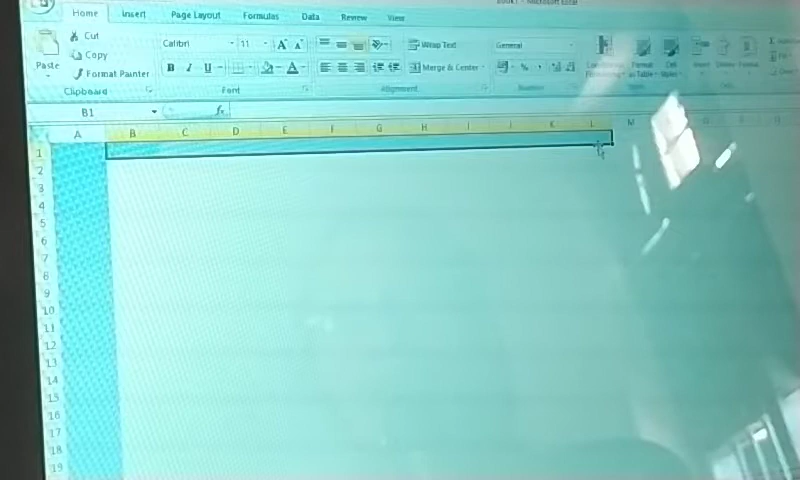 Home Insert Page Layout Formulas Data Review View
Cut
Copy
Format Painter
Paste
Clipboard
Calibri 11 A A
B I U A
Font
Wrap Text
Merge & Center
Alignment
General
%
B1 fx
A B C D E F G H I J K L M
1
2
3
4
5
6
7
8
9
10
11
12
13
14
15
16
17
18
19